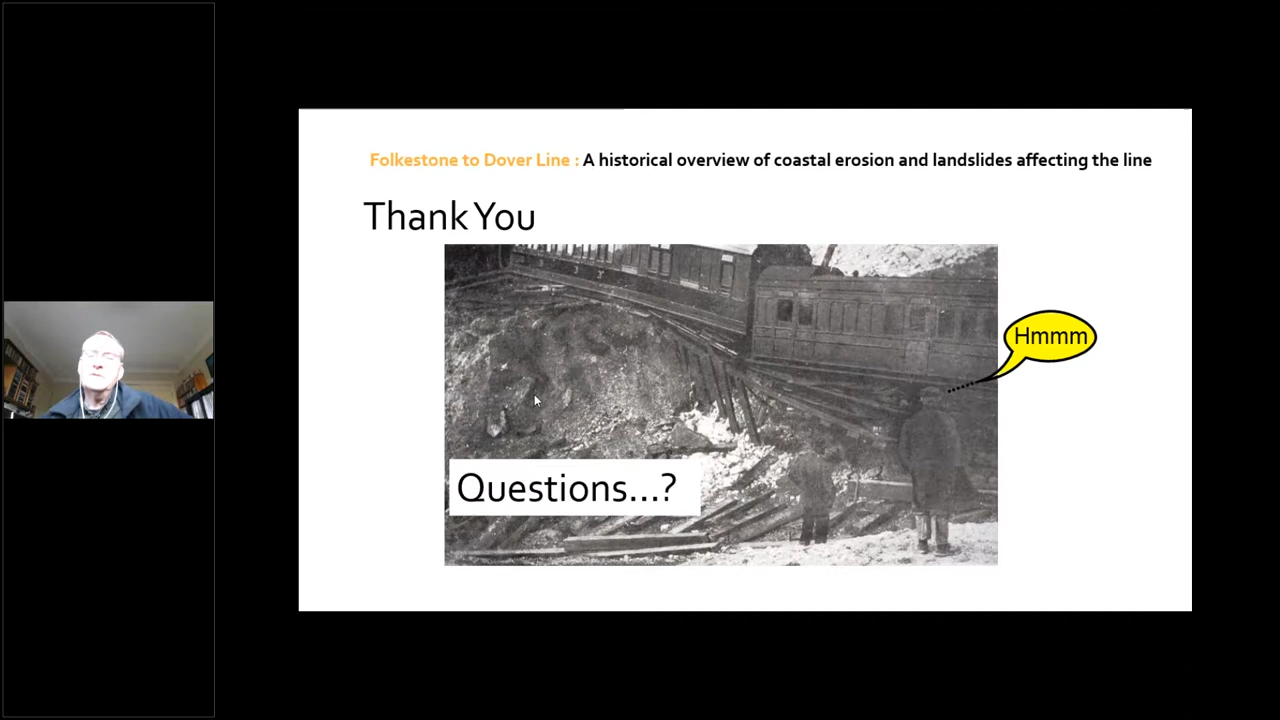 Folkestone to Dover Line : A historical overview of coastal erosion and landslides affecting the line
Thank You
Hmmm
Questions...?